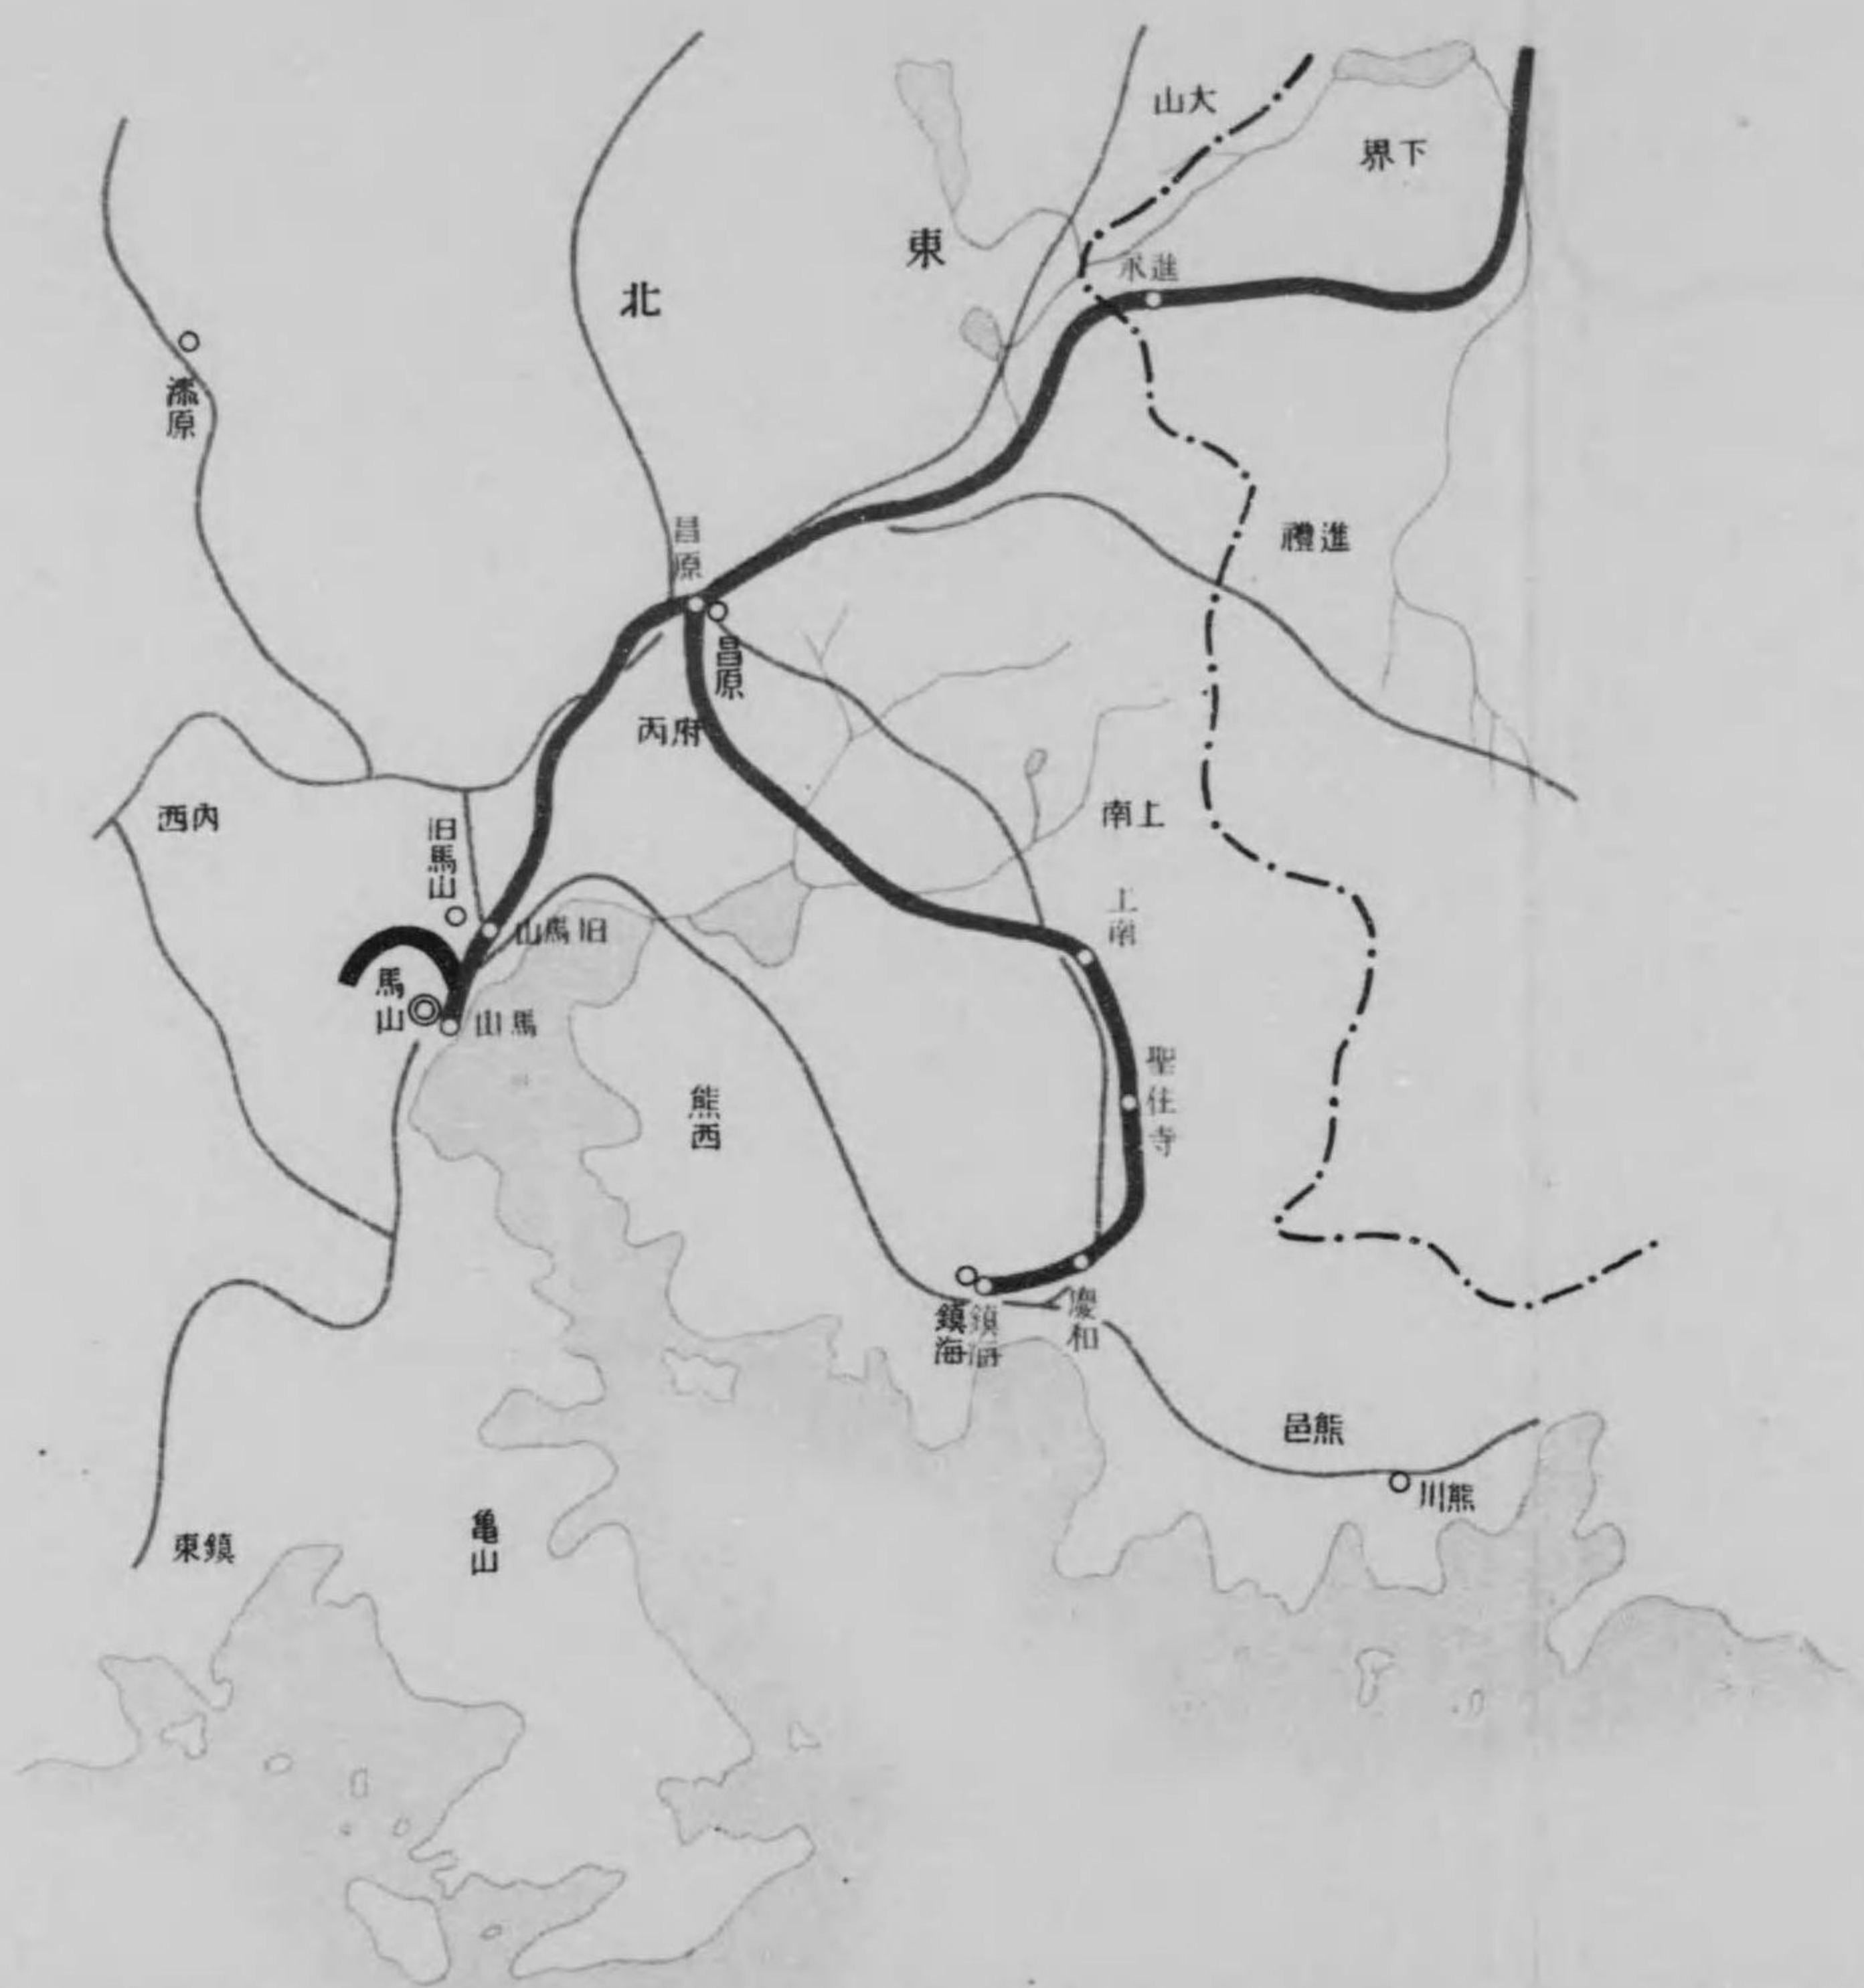 大山
下界
東
進永
北
漆原
昌原
進禮
昌原
府丙
上南
內西
旧馬山
上南
旧馬山
馬山
馬山
聖住寺
熊西
鎮海
鎮海
慶和
熊邑
熊川
亀山
鎮東